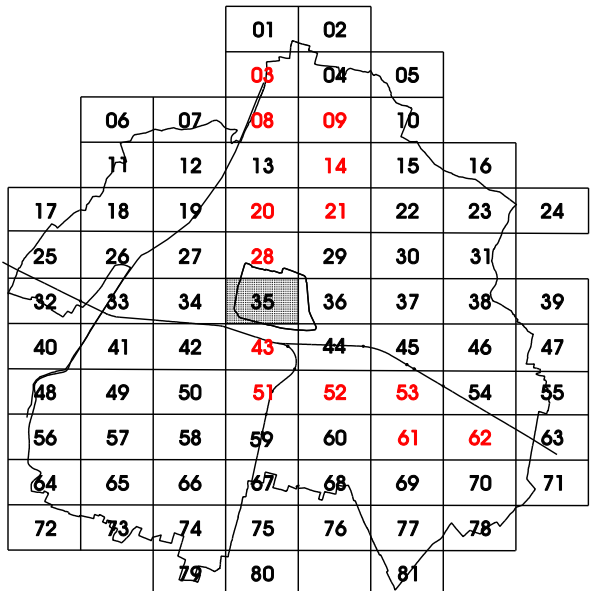 01 02
03 04 05
06 07 08 09 10
11 12 13 14 15 16
17 18 19 20 21 22 23 24
25 26 27 28 29 30 31
32 33 34 35 36 37 38 39
40 41 42 43 44 45 46 47
48 49 50 51 52 53 54 55
56 57 58 59 60 61 62 63
64 65 66 67 68 69 70 71
72 73 74 75 76 77 78
79 80 81